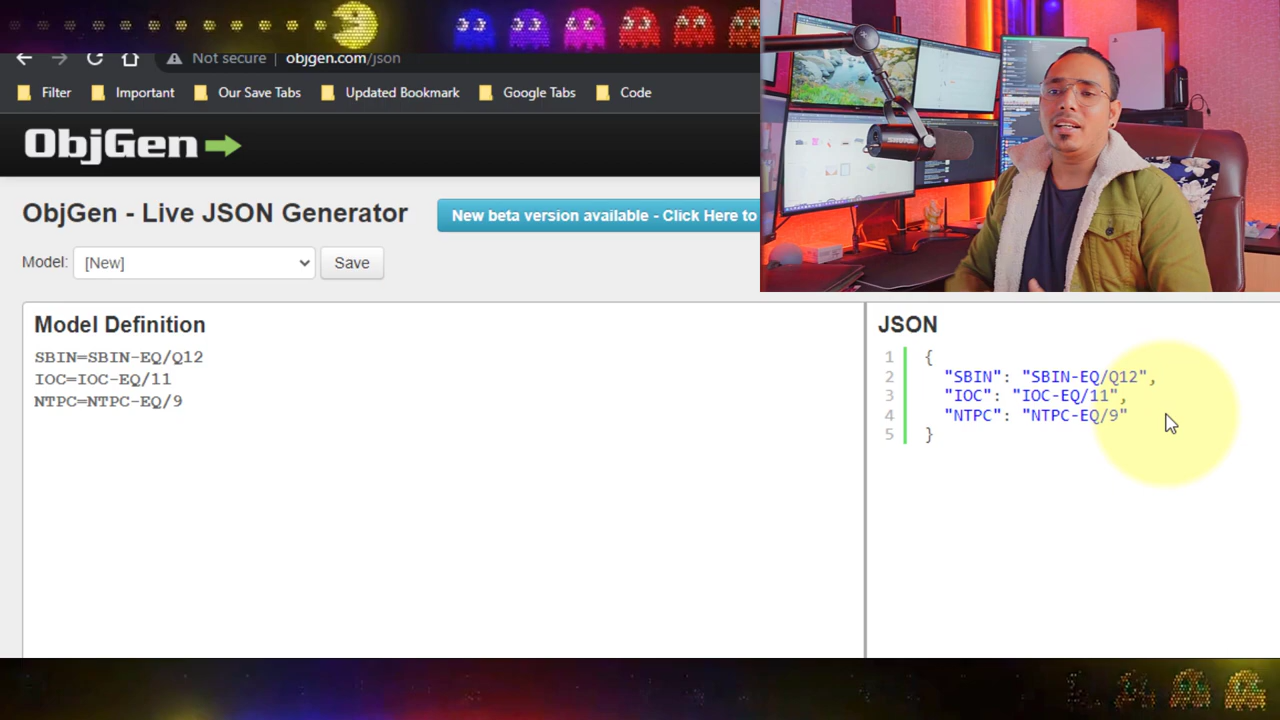 Not secure | objgen.com/json
Filter Important Our Save Tabs Updated Bookmark Google Tabs Code
ObjGen
ObjGen - Live JSON Generator
New beta version available - Click Here to
Model: [New] Save
Model Definition
SBIN=SBIN-EQ/Q12
IOC=IOC-EQ/11
NTPC=NTPC-EQ/9
JSON
1 {
2 "SBIN": "SBIN-EQ/Q12",
3 "IOC": "IOC-EQ/11",
4 "NTPC": "NTPC-EQ/9"
5 }